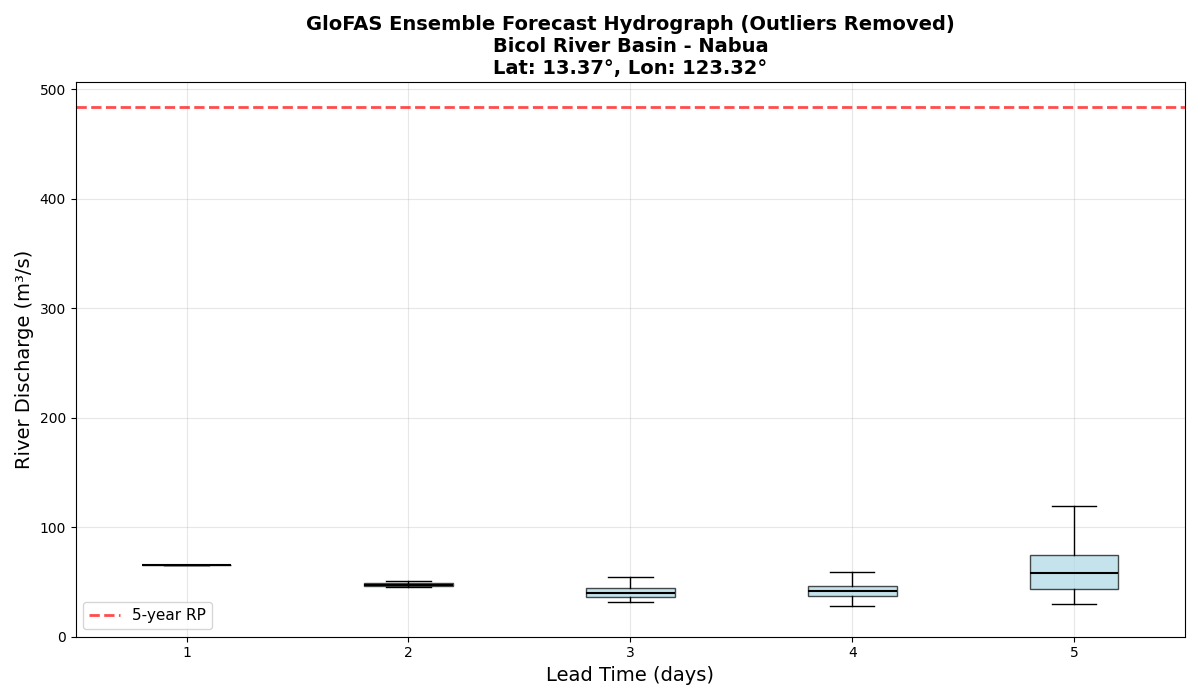 GloFAS Ensemble Forecast Hydrograph (Outliers Removed)
Bicol River Basin - Nabua
Lat: 13.37°, Lon: 123.32°
River Discharge (m³/s)
500
400
300
200
100
0
5-year RP
1 2 3 4 5
Lead Time (days)